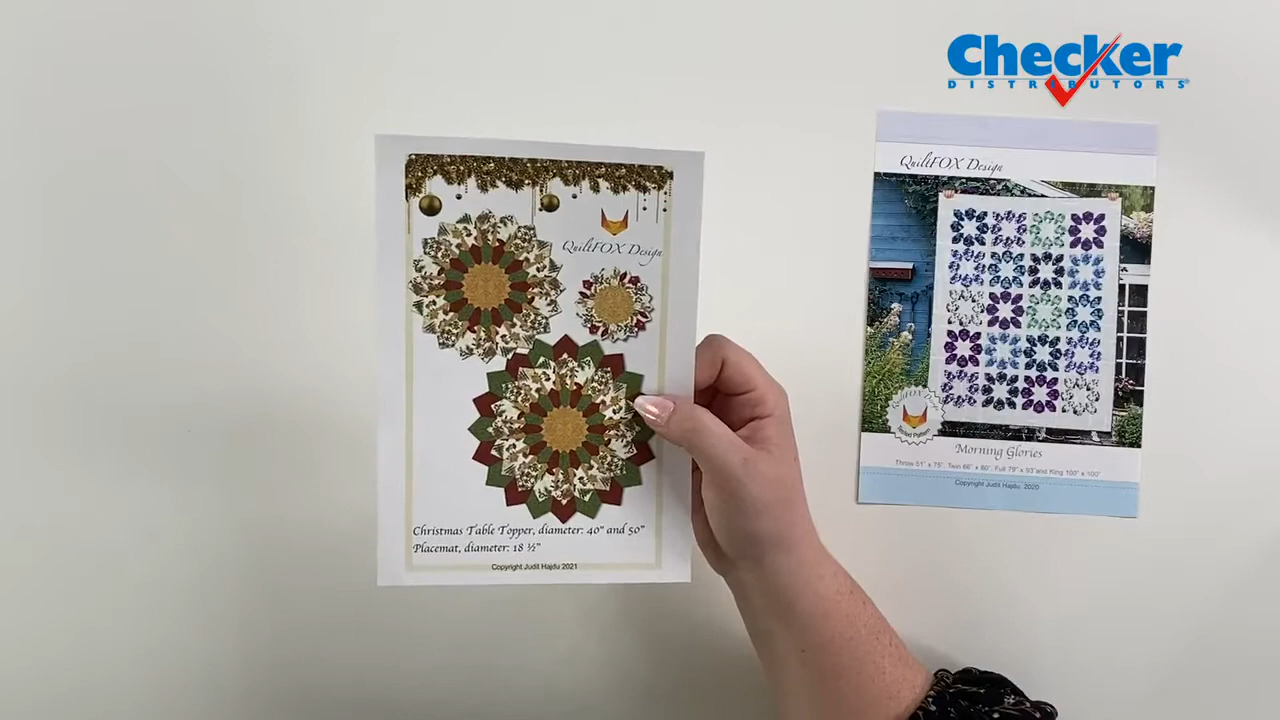 Checker
DISTRIBUTORS
QuiltFOX Design
Christmas Table Topper, diameter: 40" and 50"
Placemat, diameter: 18 ½"
Copyright Judit Hajdu 2021
QuiltFOX Design
Morning Glories
Throw 51" x 75", Twin 66" x 80", Full 79" x 93"and King 100" x 100"
Copyright Judit Hajdu 2020